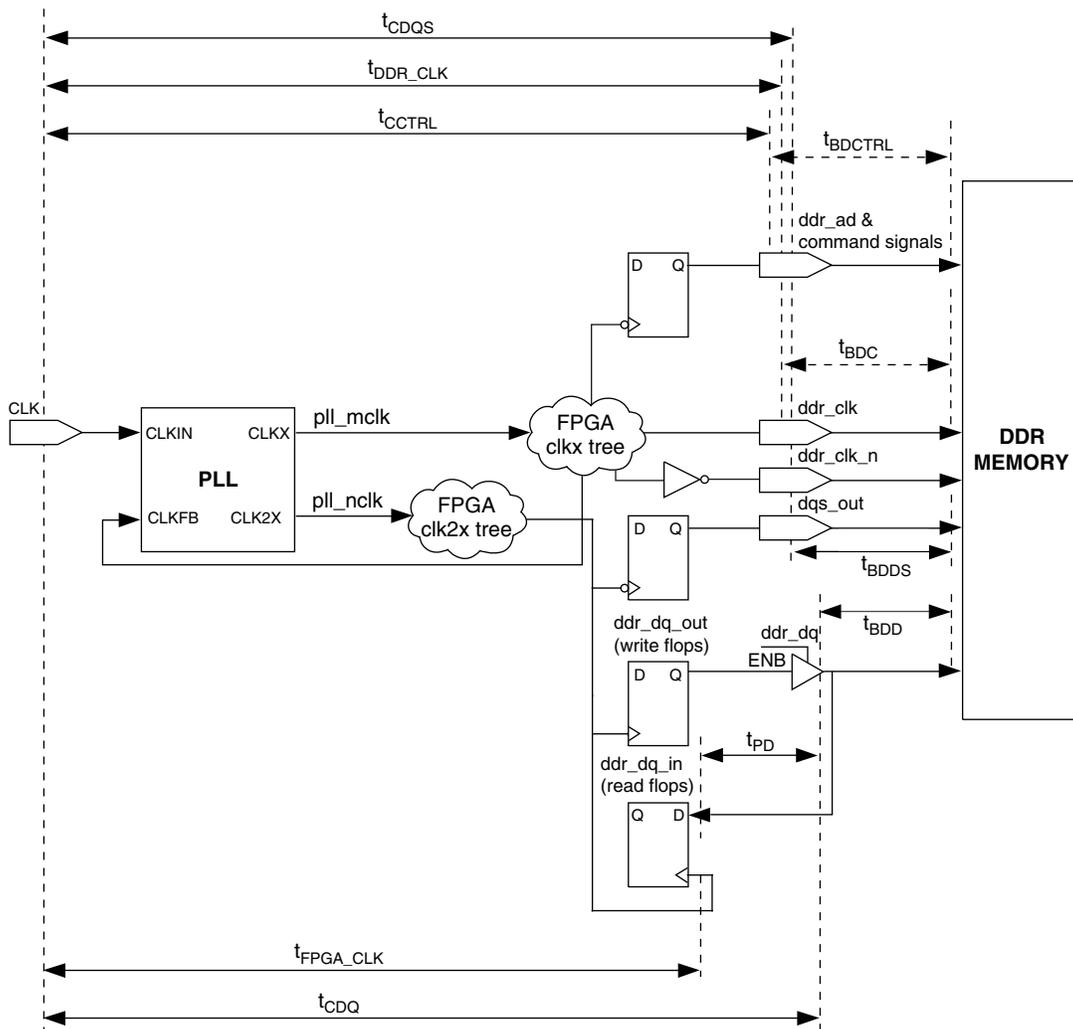 tCDQS
tDDR_CLK
tCCTRL
tBDCTRL
ddr_ad &
command signals
D Q
tBDC
CLK
CLKIN CLKX
PLL
CLKFB CLK2X
pll_mclk
pll_nclk
FPGA
clkx tree
FPGA
clk2x tree
ddr_clk
ddr_clk_n
dqs_out
DDR
MEMORY
D Q
tBDDS
tBDD
ddr_dq_out
(write flops)
ddr_dq
ENB
D Q
tPD
ddr_dq_in
(read flops)
Q D
tFPGA_CLK
tCDQ